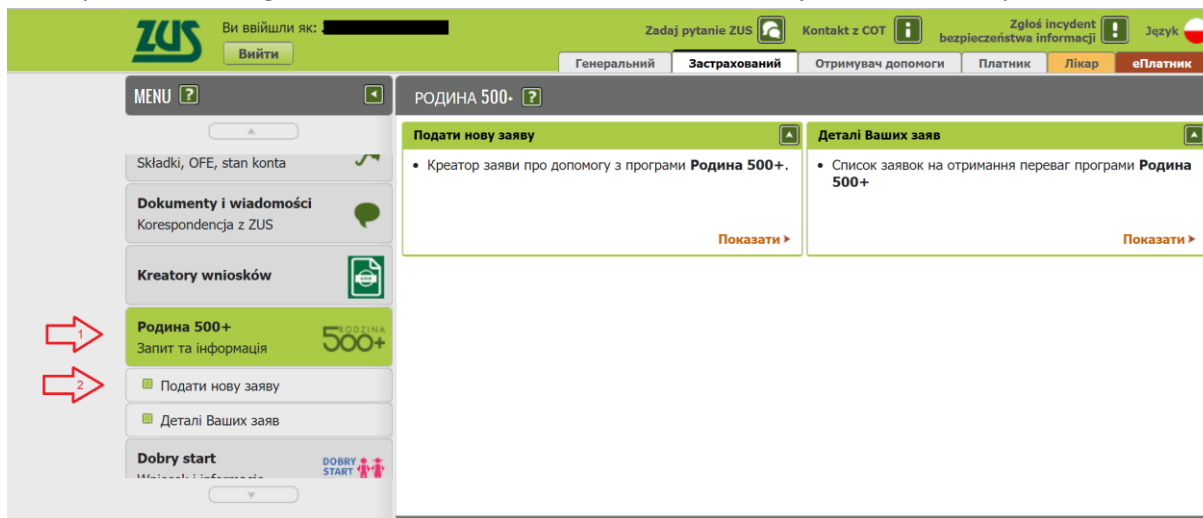 ZUS
Ви ввійшли як:
Вийти
Zadaj pytanie ZUS
Kontakt z COT
Zgłoś incydent
bezpieczeństwa informacji
Język
Генеральний
Застрахований
Отримувач допомоги
Платник
Лікар
еПлатник
MENU ?
РОДИНА 500+ ?
Składki, OFE, stan konta
Dokumenty i wiadomości
Korespondencja z ZUS
Kreatory wniosków
1
Родина 500+
Запит та інформація
RODZINA
500+
2
Подати нову заяву
Деталі Ваших заяв
Dobry start
DOBRY
START
Подати нову заяву
• Креатор заяви про допомогу з програми Родина 500+.
Показати
Деталі Ваших заяв
• Список заявок на отримання переваг програми Родина
500+
Показати